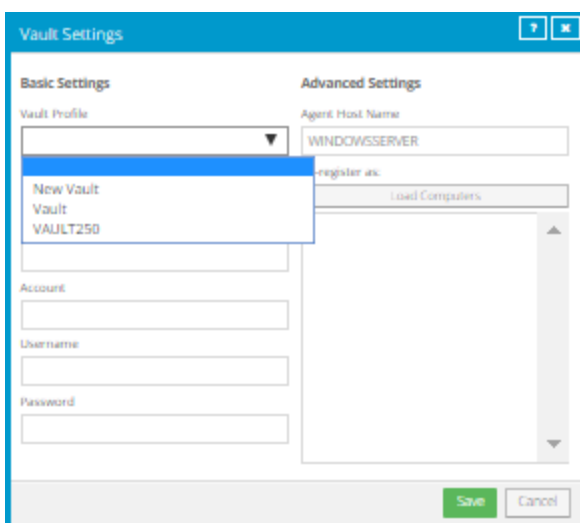 Vault Settings
? ×
Basic Settings
Vault Profile
New Vault
Vault
VAULT250
Account
Username
Password
Advanced Settings
Agent Host Name
WINDOWSSERVER
-register as:
Load Computers
Save
Cancel